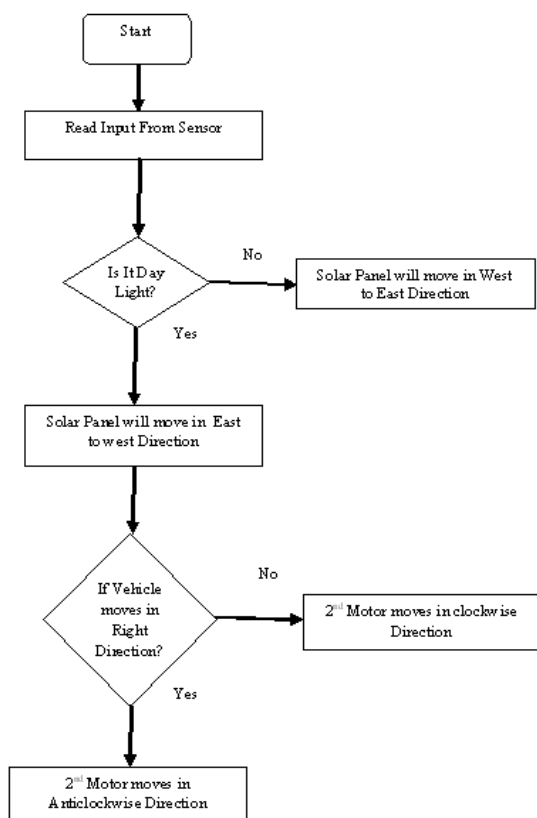 Start
Read Input From Sensor
Is It Day
Light?
No
Solar Panel will move in West
to East Direction
Yes
Solar Panel will move in East
to west Direction
If Vehicle
moves in
Right
Direction?
No
2nd Motor moves in clockwise
Direction
Yes
2nd Motor moves in
Anticlockwise Direction